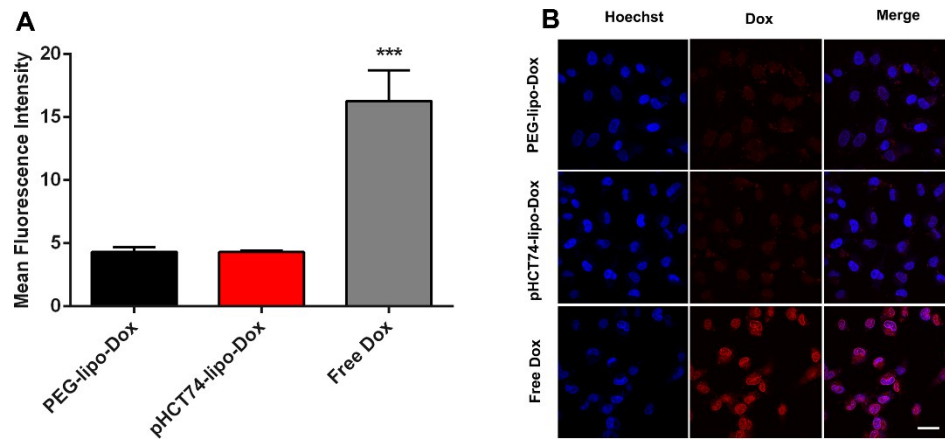 A
Mean Fluorescence Intensity
20
15
10
5
0
***
PEG-lipo-Dox
pHCT74-lipo-Dox
Free Dox
B
Hoechst Dox Merge
PEG-lipo-Dox
pHCT74-lipo-Dox
Free Dox